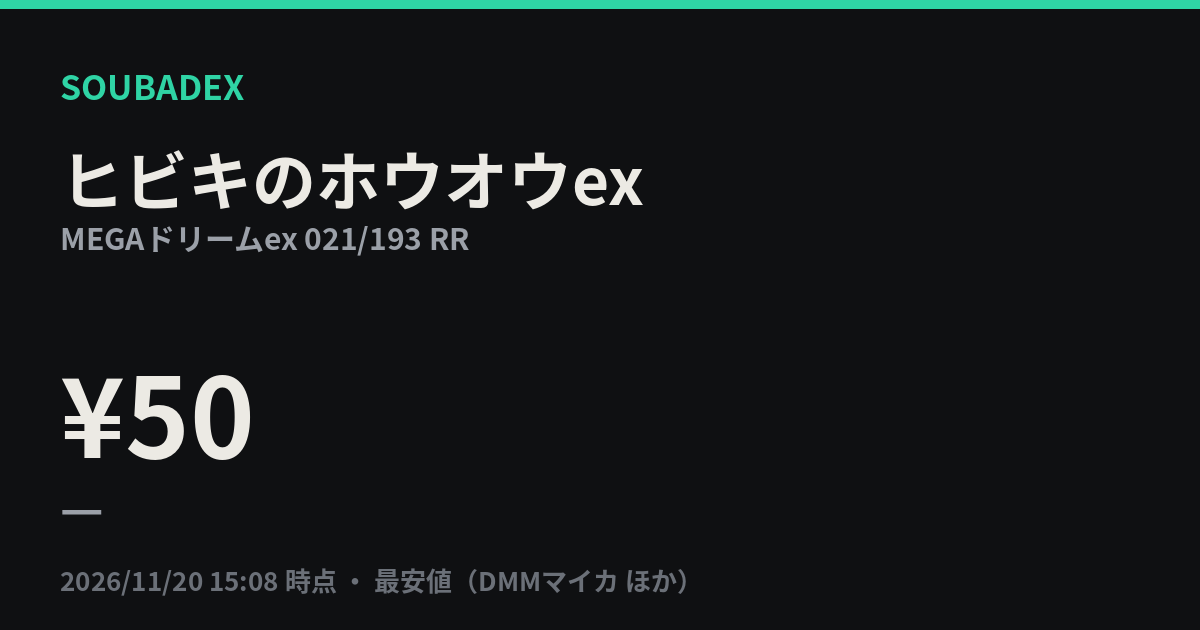 SOUBADEX
ヒビキのホウオウex
MEGAドリームex 021/193 RR
¥50
—
2026/11/20 15:08 時点 ・ 最安値（DMMマイカ ほか）